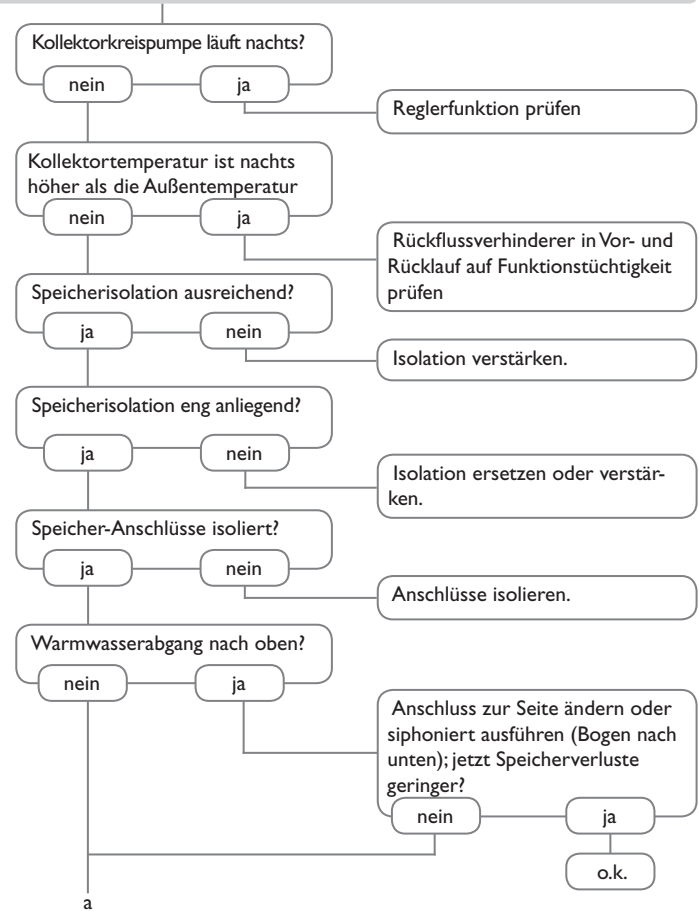 Kollektorkreispumpe läuft nachts?
nein
ja
Reglerfunktion prüfen
Kollektortemperatur ist nachts
höher als die Außentemperatur
nein
ja
Rückflussverhinderer in Vor- und
Rücklauf auf Funktionstüchtigkeit
prüfen
Speicherisolation ausreichend?
ja
nein
Isolation verstärken.
Speicherisolation eng anliegend?
ja
nein
Isolation ersetzen oder verstär-
ken.
Speicher-Anschlüsse isoliert?
ja
nein
Anschlüsse isolieren.
Warmwasserabgang nach oben?
nein
ja
Anschluss zur Seite ändern oder
siphoniert ausführen (Bogen nach
unten); jetzt Speicherverluste
geringer?
nein
ja
o.k.
a